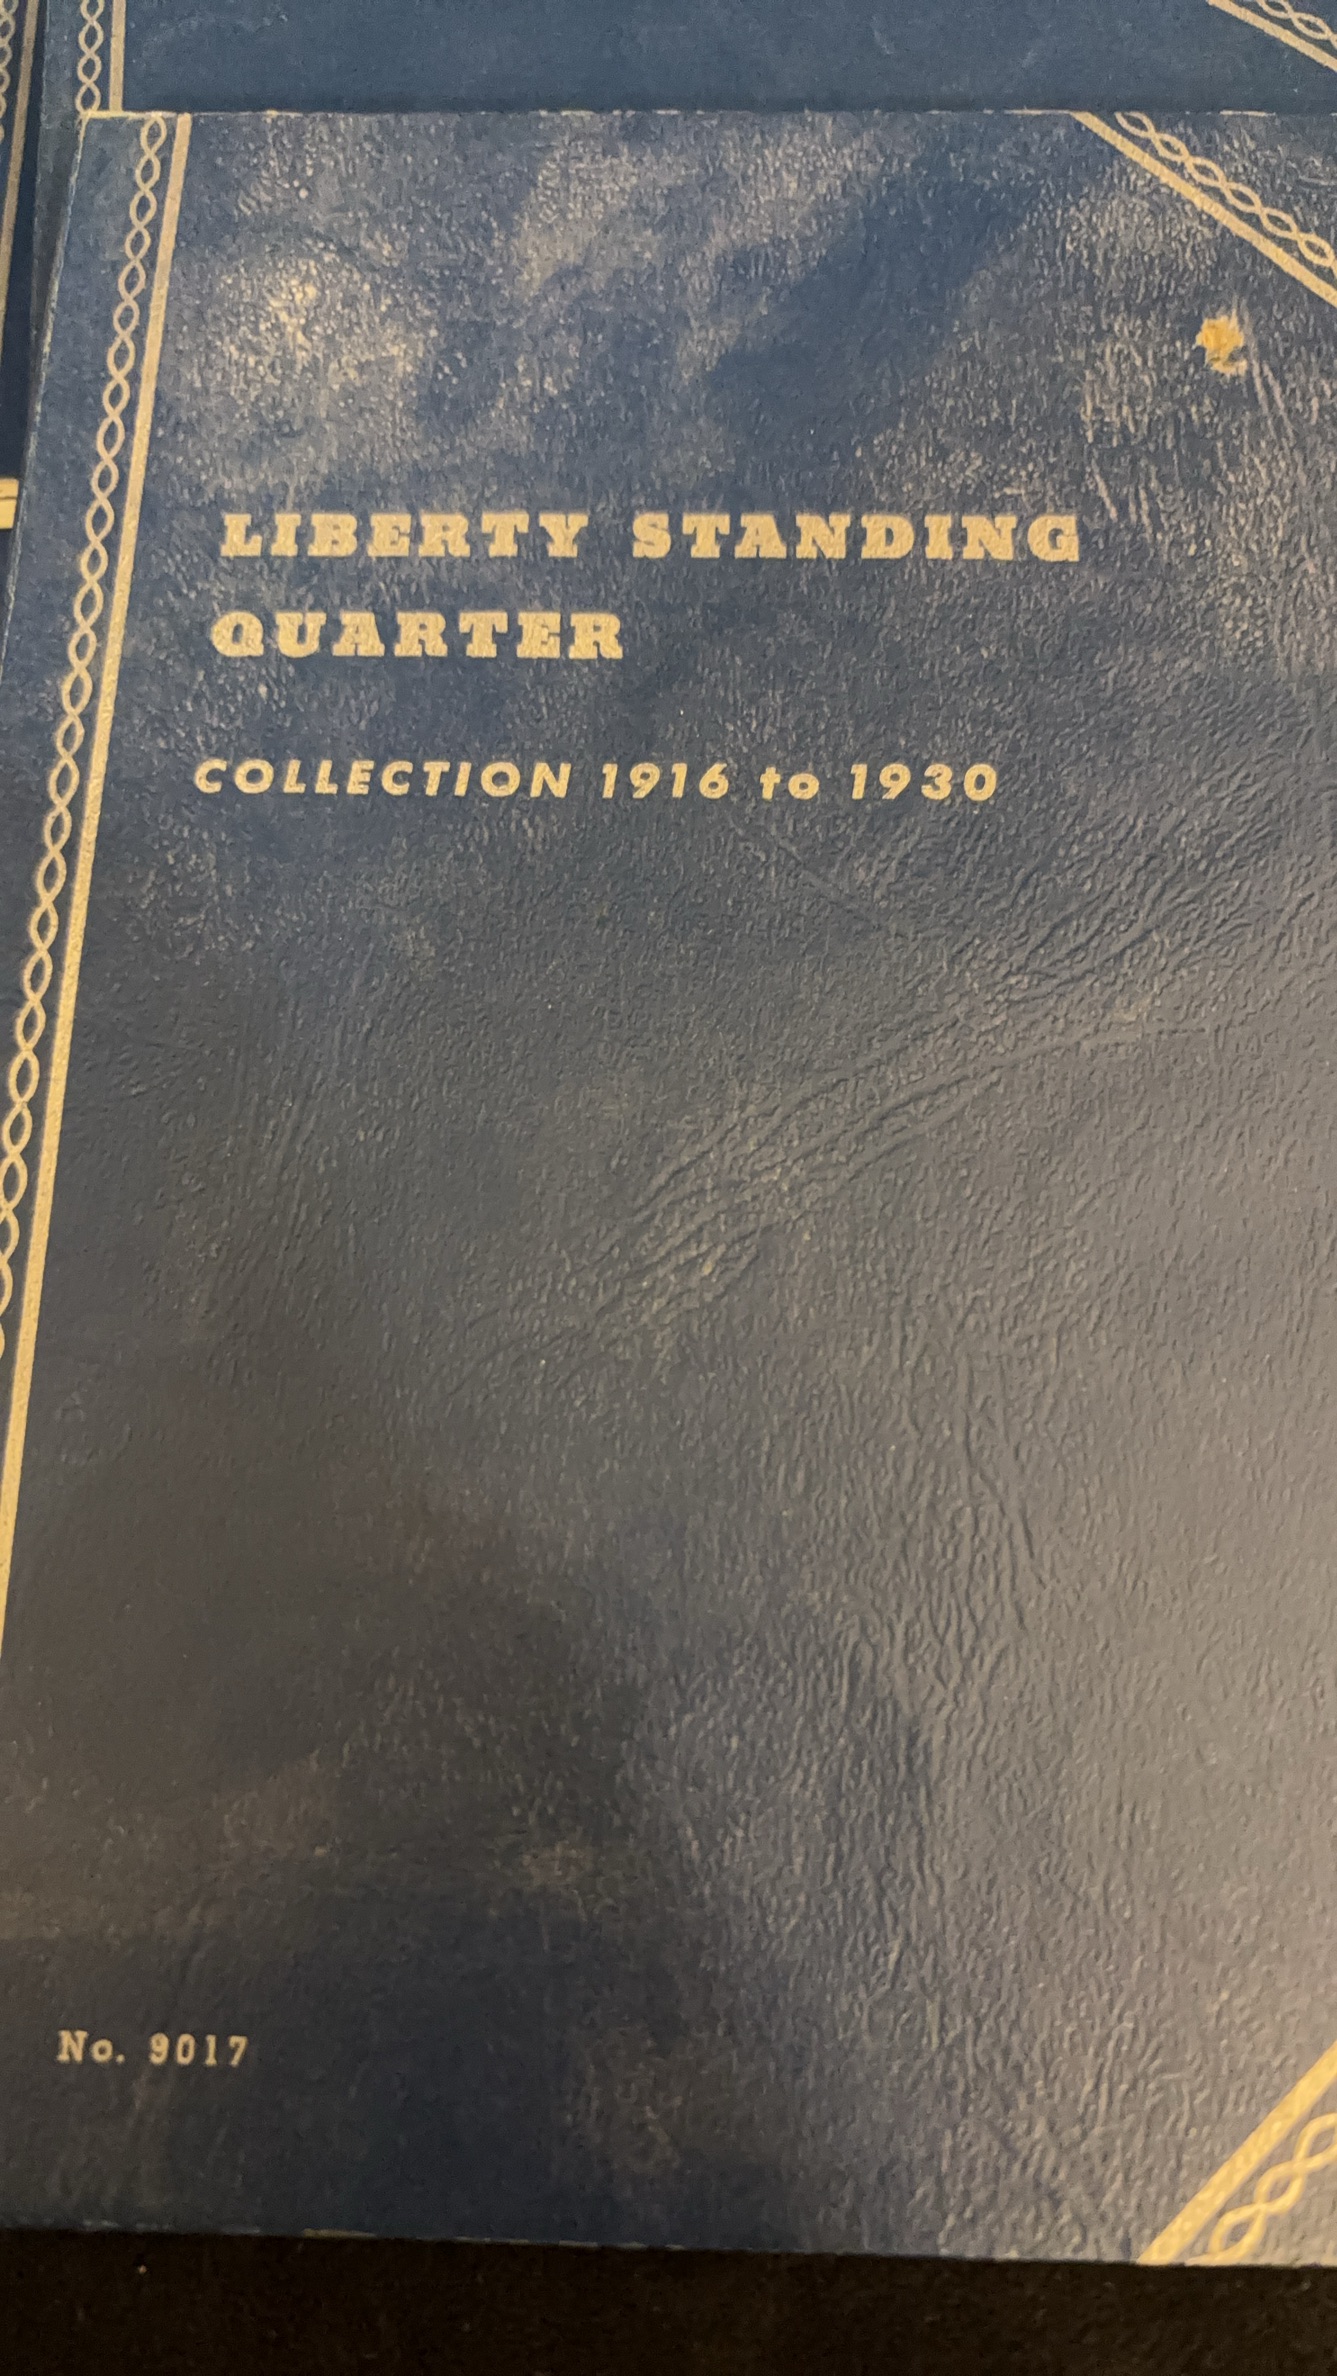 LIBERTY STANDING
QUARTER
COLLECTION 1916 to 1930
No. 9017